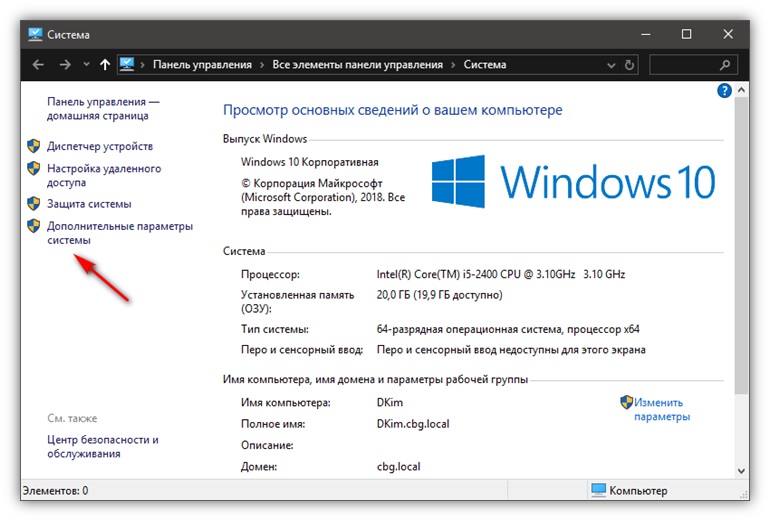 Система
Панель управления › Все элементы панели управления › Система
Панель управления —
домашняя страница
Диспетчер устройств
Настройка удаленного
доступа
Защита системы
Дополнительные параметры
системы
См. также
Центр безопасности и
обслуживания
?
Просмотр основных сведений о вашем компьютере
Выпуск Windows
Windows 10 Корпоративная
© Корпорация Майкрософт
(Microsoft Corporation), 2018. Все
права защищены.
Windows 10
Система
Процессор: Intel(R) Core(TM) i5-2400 CPU @ 3.10GHz 3.10 GHz
Установленная память
(ОЗУ):
20,0 ГБ (19,9 ГБ доступно)
Тип системы: 64-разрядная операционная система, процессор x64
Перо и сенсорный ввод: Перо и сенсорный ввод недоступны для этого экрана
Имя компьютера, имя домена и параметры рабочей группы
Имя компьютера: DKim
Изменить
параметры
Полное имя: DKim.cbg.local
Описание:
Домен: cbg.local
Элементов: 0
Компьютер